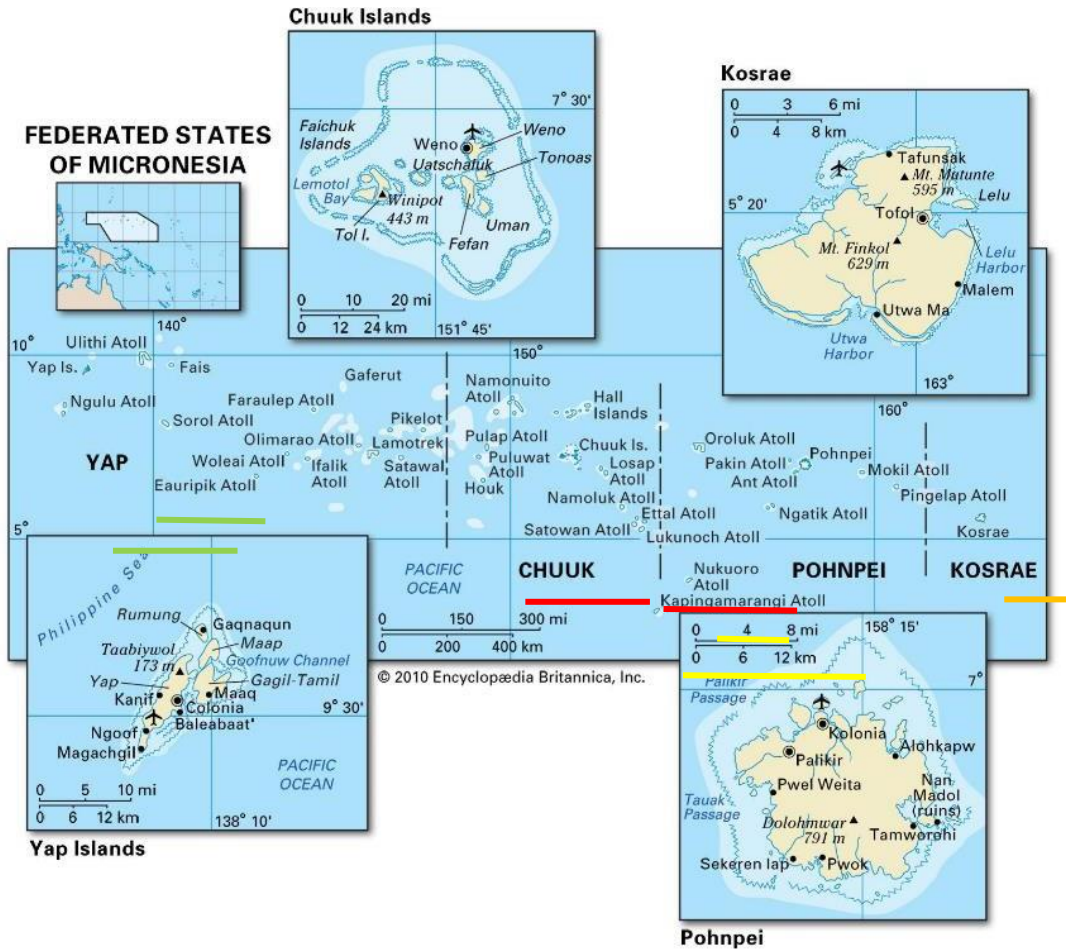 Chuuk Islands
7° 30'
Faichuk
Islands
Weno
Weno
Tonoas
Uatschaluk
Lemotol
Bay
Winipot
443 m
Tol I.
Fefan
Uman
0 10 20 mi
0 12 24 km
151° 45'
Kosrae
0 3 6 mi
0 4 8 km
Tafunsak
Mt. Mutunte
595 m
Lelu
5° 20'
Tofol
Mt. Finkol
629 m
Lelu
Harbor
Malem
Utwa Ma
Utwa
Harbor
163°
FEDERATED STATES
OF MICRONESIA
140°
150°
160°
10°
5°
Ulithi Atoll
Yap Is.
Fais
Ngulu Atoll
Sorol Atoll
Faraulep Atoll
Gaferut
Olimarao Atoll
Pikelot
Lamotrek
Woleai Atoll
Ifalik
Atoll
Satawal
Atoll
Eauripik Atoll
YAP
Namonuito
Atoll
Hall
Islands
Pulap Atoll
Chuuk Is.
Puluwat
Atoll
Losap
Atoll
Houk
Namoluk Atoll
Ettal Atoll
Satowan Atoll
Lukunoch Atoll
CHUUK
Oroluk Atoll
Pakin Atoll
Pohnpei
Ant Atoll
Mokil Atoll
Pingelap Atoll
Ngatik Atoll
Kosrae
Nukuoro
Atoll
Kapingamarangi Atoll
POHNPEI
KOSRAE
PACIFIC
OCEAN
0 150 300 mi
0 200 400 km
© 2010 Encyclopædia Britannica, Inc.
Philippine Sea
Rumung
Gaqnaqun
Taabiywol
173 m
Maap
Goofnuw Channel
Yap
Gagil-Tamil
Kanif
Maaq
Colonia
Baleabaat'
9° 30'
Ngoof
Magachgil
PACIFIC
OCEAN
0 5 10 mi
0 6 12 km
138° 10'
Yap Islands
0 4 8 mi
0 6 12 km
158° 15'
Palikir
Passage
7°
Kolonia
Palikir
Alohkapw
Pwel Weita
Nan
Madol
(ruins)
Tauak
Passage
Dolohmwar
791 m
Tamworohi
Sekeren Iap
Pwok
Pohnpei